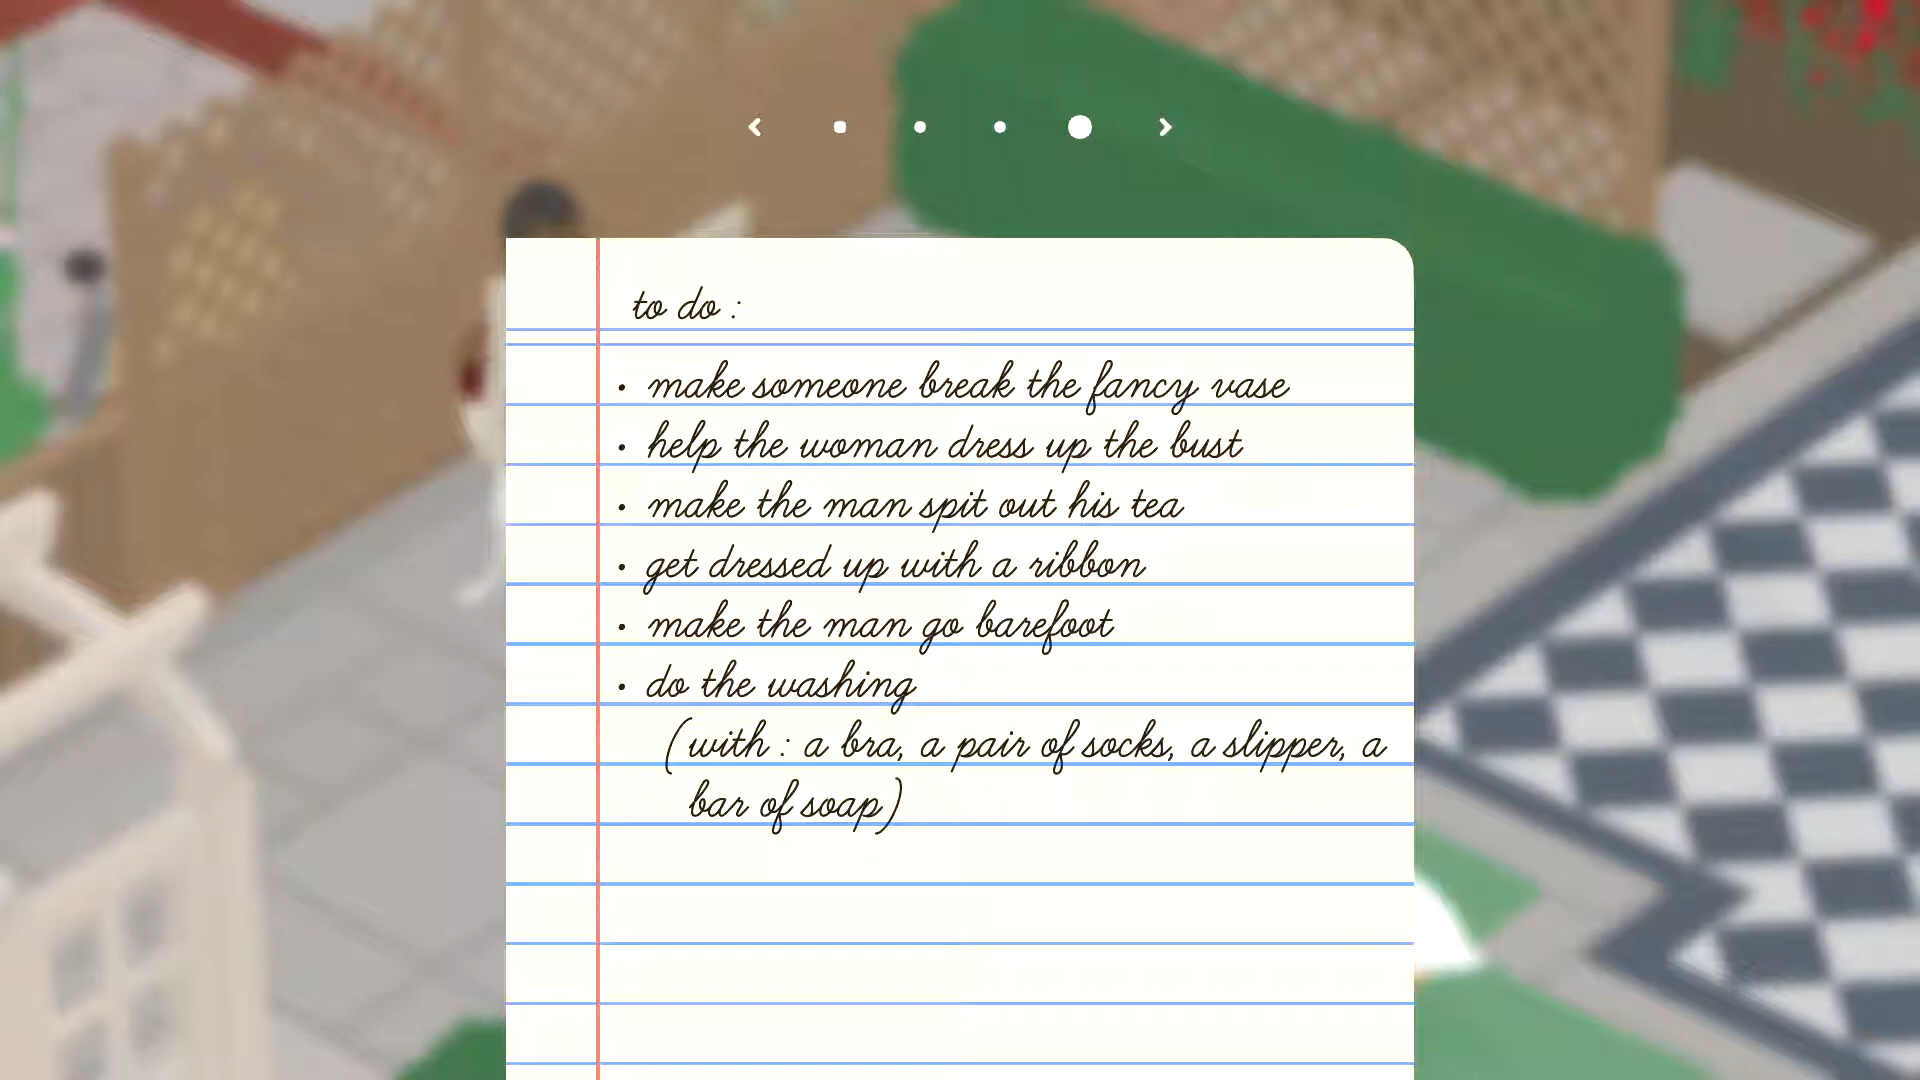 to do :
• make someone break the fancy vase
• help the woman dress up the bust
• make the man spit out his tea
• get dressed up with a ribbon
• make the man go barefoot
• do the washing
(with : a bra, a pair of socks, a slipper, a
bar of soap)